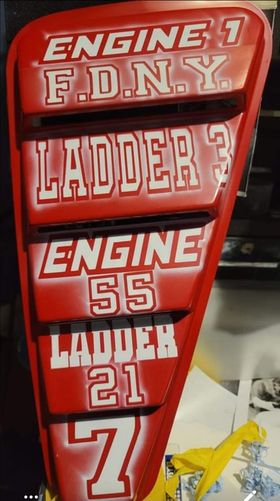 ENGINE 1
F.D.N.Y.
LADDER 3
ENGINE
55
LADDER
21
7